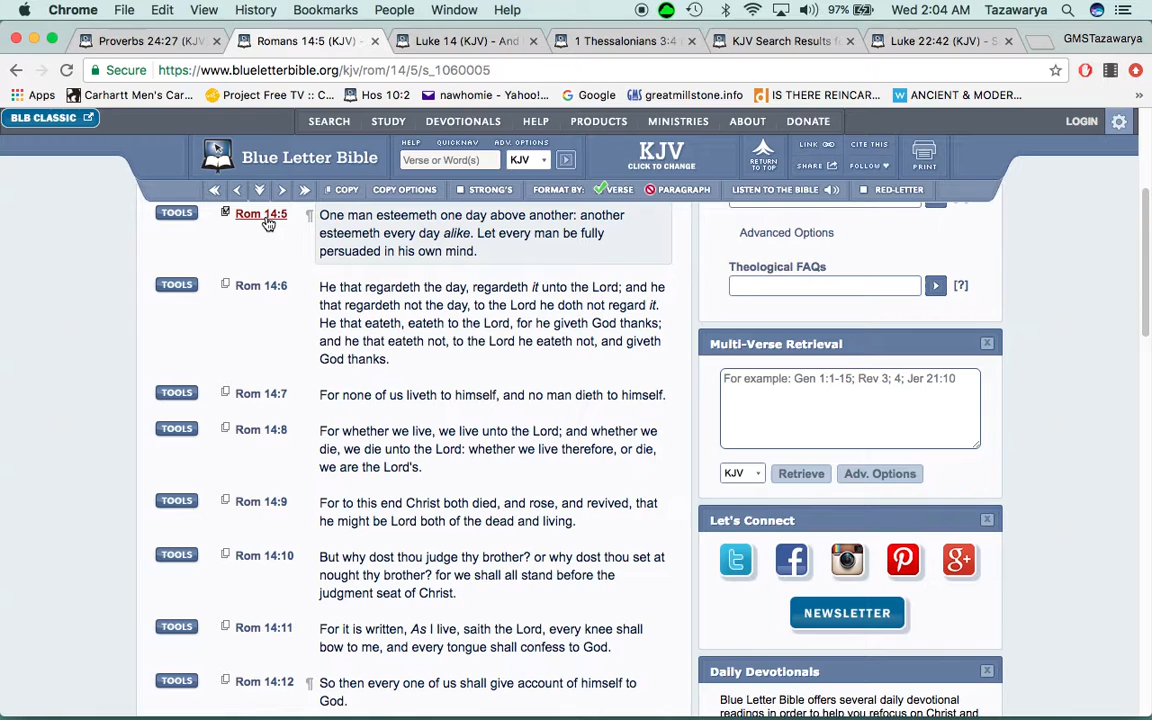 Chrome File Edit View History Bookmarks People Window Help 97% Wed 2:04 AM Tazawarya
Proverbs 24:27 (KJV) Romans 14:5 (KJV) - Luke 14 (KJV) - And 1 Thessalonians 3:4 KJV Search Results for Luke 22:42 (KJV) - S GMSTazawarya
Secure https://www.blueletterbible.org/kjv/rom/14/5/s_1060005
Apps Carhartt Men's Car... Project Free TV :: C... Hos 10:2 nawhomie - Yahoo!... Google GMS greatmillstone.info IS THERE REINCAR... W ANCIENT & MODER... »
BLB CLASSIC SEARCH STUDY DEVOTIONALS HELP PRODUCTS MINISTRIES ABOUT DONATE LOGIN
Blue Letter Bible HELP QUICKNAV ADV. OPTIONS
Verse or Word(s) KJV
KJV
CLICK TO CHANGE
RETURN TO TOP
LINK CITE THIS
SHARE FOLLOW
PRINT
COPY COPY OPTIONS STRONG'S FORMAT BY: VERSE PARAGRAPH LISTEN TO THE BIBLE RED-LETTER
TOOLS Rom 14:5 ¶ One man esteemeth one day above another: another
esteemeth every day alike. Let every man be fully
persuaded in his own mind.
TOOLS Rom 14:6 He that regardeth the day, regardeth it unto the Lord; and he
that regardeth not the day, to the Lord he doth not regard it.
He that eateth, eateth to the Lord, for he giveth God thanks;
and he that eateth not, to the Lord he eateth not, and giveth
God thanks.
TOOLS Rom 14:7 For none of us liveth to himself, and no man dieth to himself.
TOOLS Rom 14:8 For whether we live, we live unto the Lord; and whether we
die, we die unto the Lord: whether we live therefore, or die,
we are the Lord's.
TOOLS Rom 14:9 For to this end Christ both died, and rose, and revived, that
he might be Lord both of the dead and living.
TOOLS Rom 14:10 But why dost thou judge thy brother? or why dost thou set at
nought thy brother? for we shall all stand before the
judgment seat of Christ.
TOOLS Rom 14:11 For it is written, As I live, saith the Lord, every knee shall
bow to me, and every tongue shall confess to God.
TOOLS Rom 14:12 ¶ So then every one of us shall give account of himself to
God.
Advanced Options
Theological FAQs
[?]
Multi-Verse Retrieval
For example: Gen 1:1-15; Rev 3; 4; Jer 21:10
KJV Retrieve Adv. Options
Let's Connect
NEWSLETTER
Daily Devotionals
Blue Letter Bible offers several daily devotional
readings in order to help you refocus on Christ and